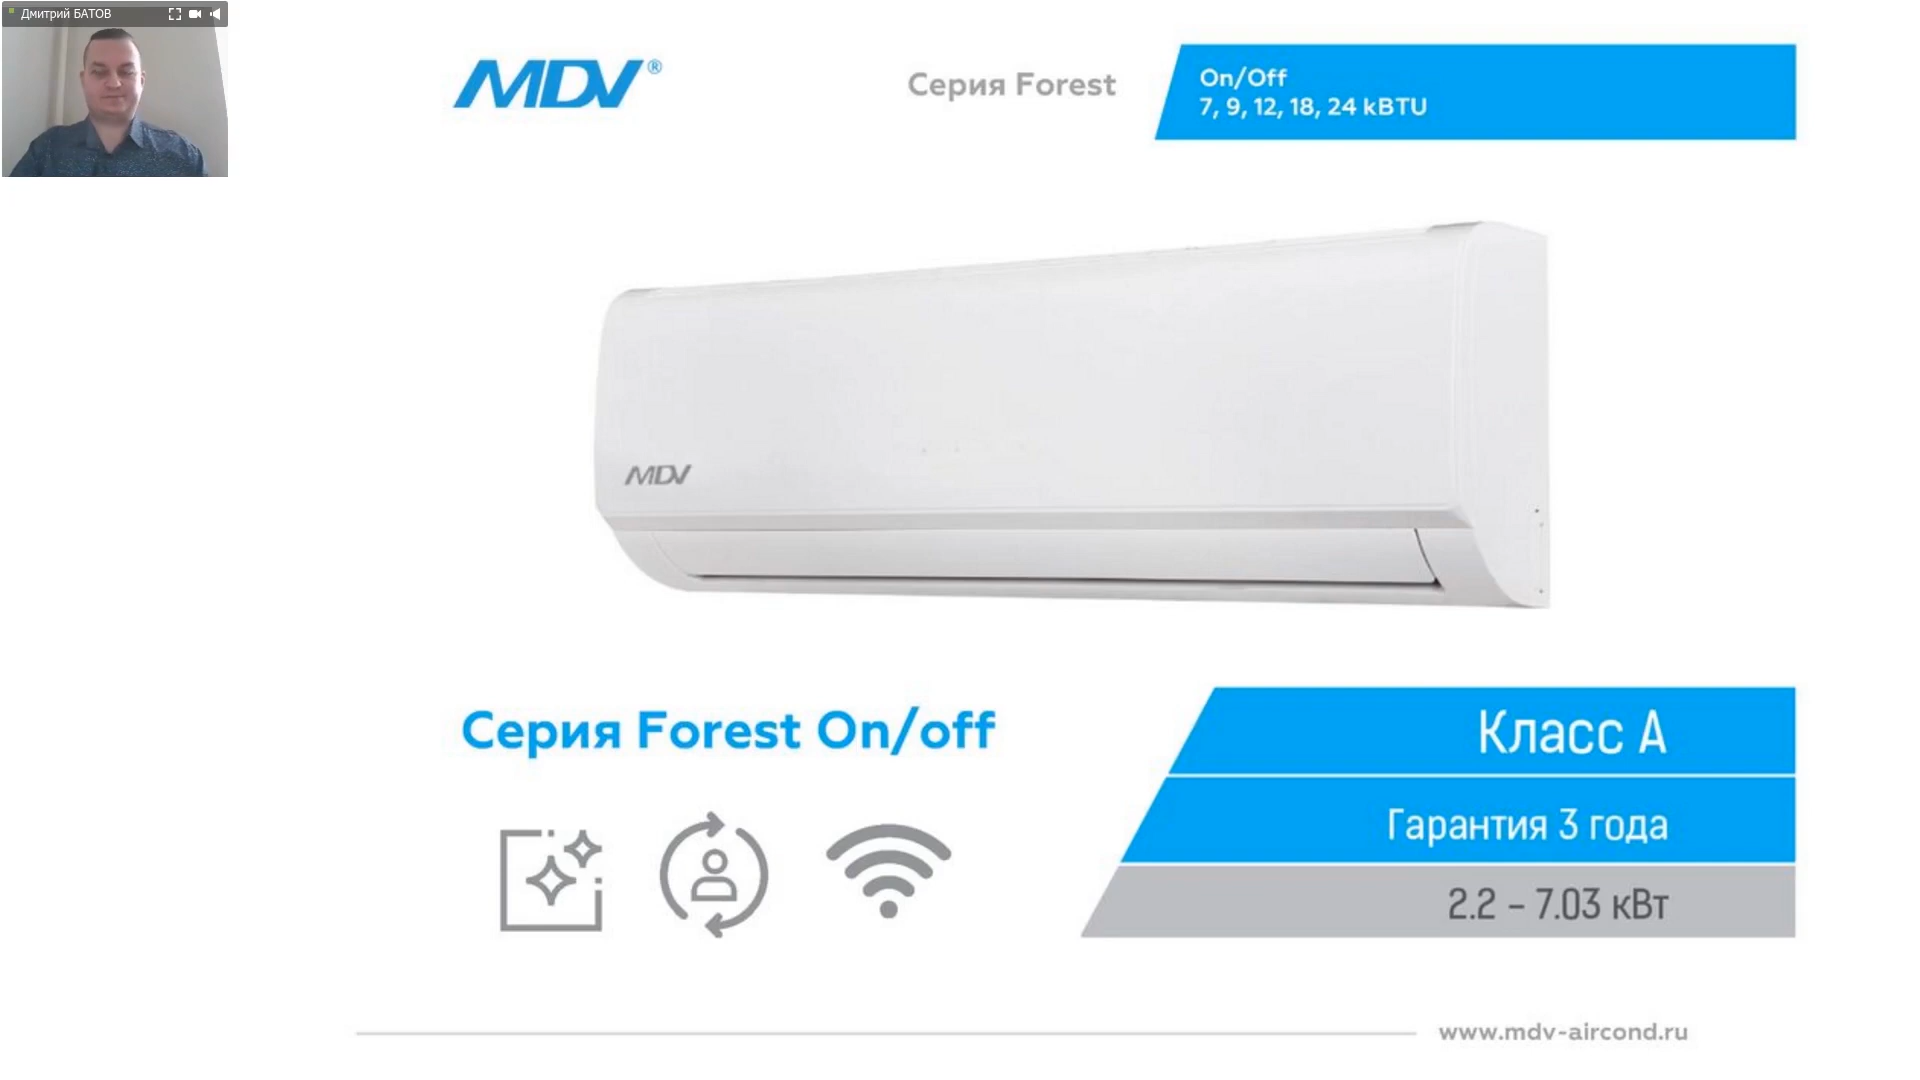 Дмитрий БАТОВ
MDV®
Серия Forest
On/Off
7, 9, 12, 18, 24 kBTU
MDV
Серия Forest On/off
Класс А
Гарантия 3 года
2.2 – 7.03 кВт
www.mdv-aircond.ru